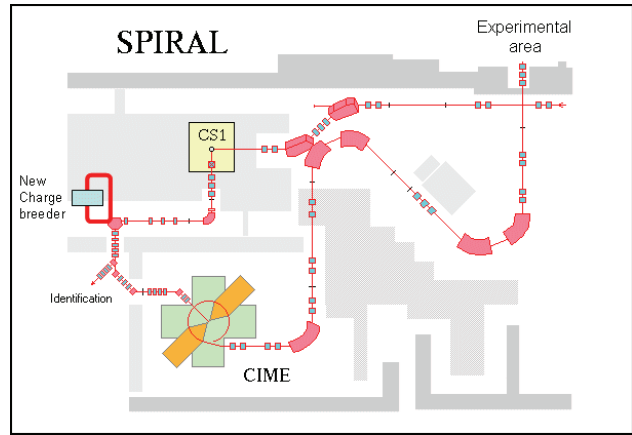 SPIRAL
Experimental
area
CS1
New
Charge
breeder
Identification
CIME